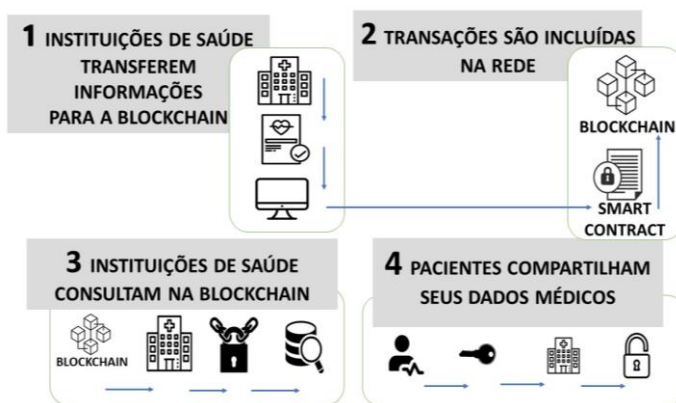 1 INSTITUIÇÕES DE SAÚDE
TRANSFEREM
INFORMAÇÕES
PARA A BLOCKCHAIN
2 TRANSAÇÕES SÃO INCLUÍDAS
NA REDE
BLOCKCHAIN
SMART
CONTRACT
3 INSTITUIÇÕES DE SAÚDE
CONSULTAM NA BLOCKCHAIN
BLOCKCHAIN
4 PACIENTES COMPARTILHAM
SEUS DADOS MÉDICOS